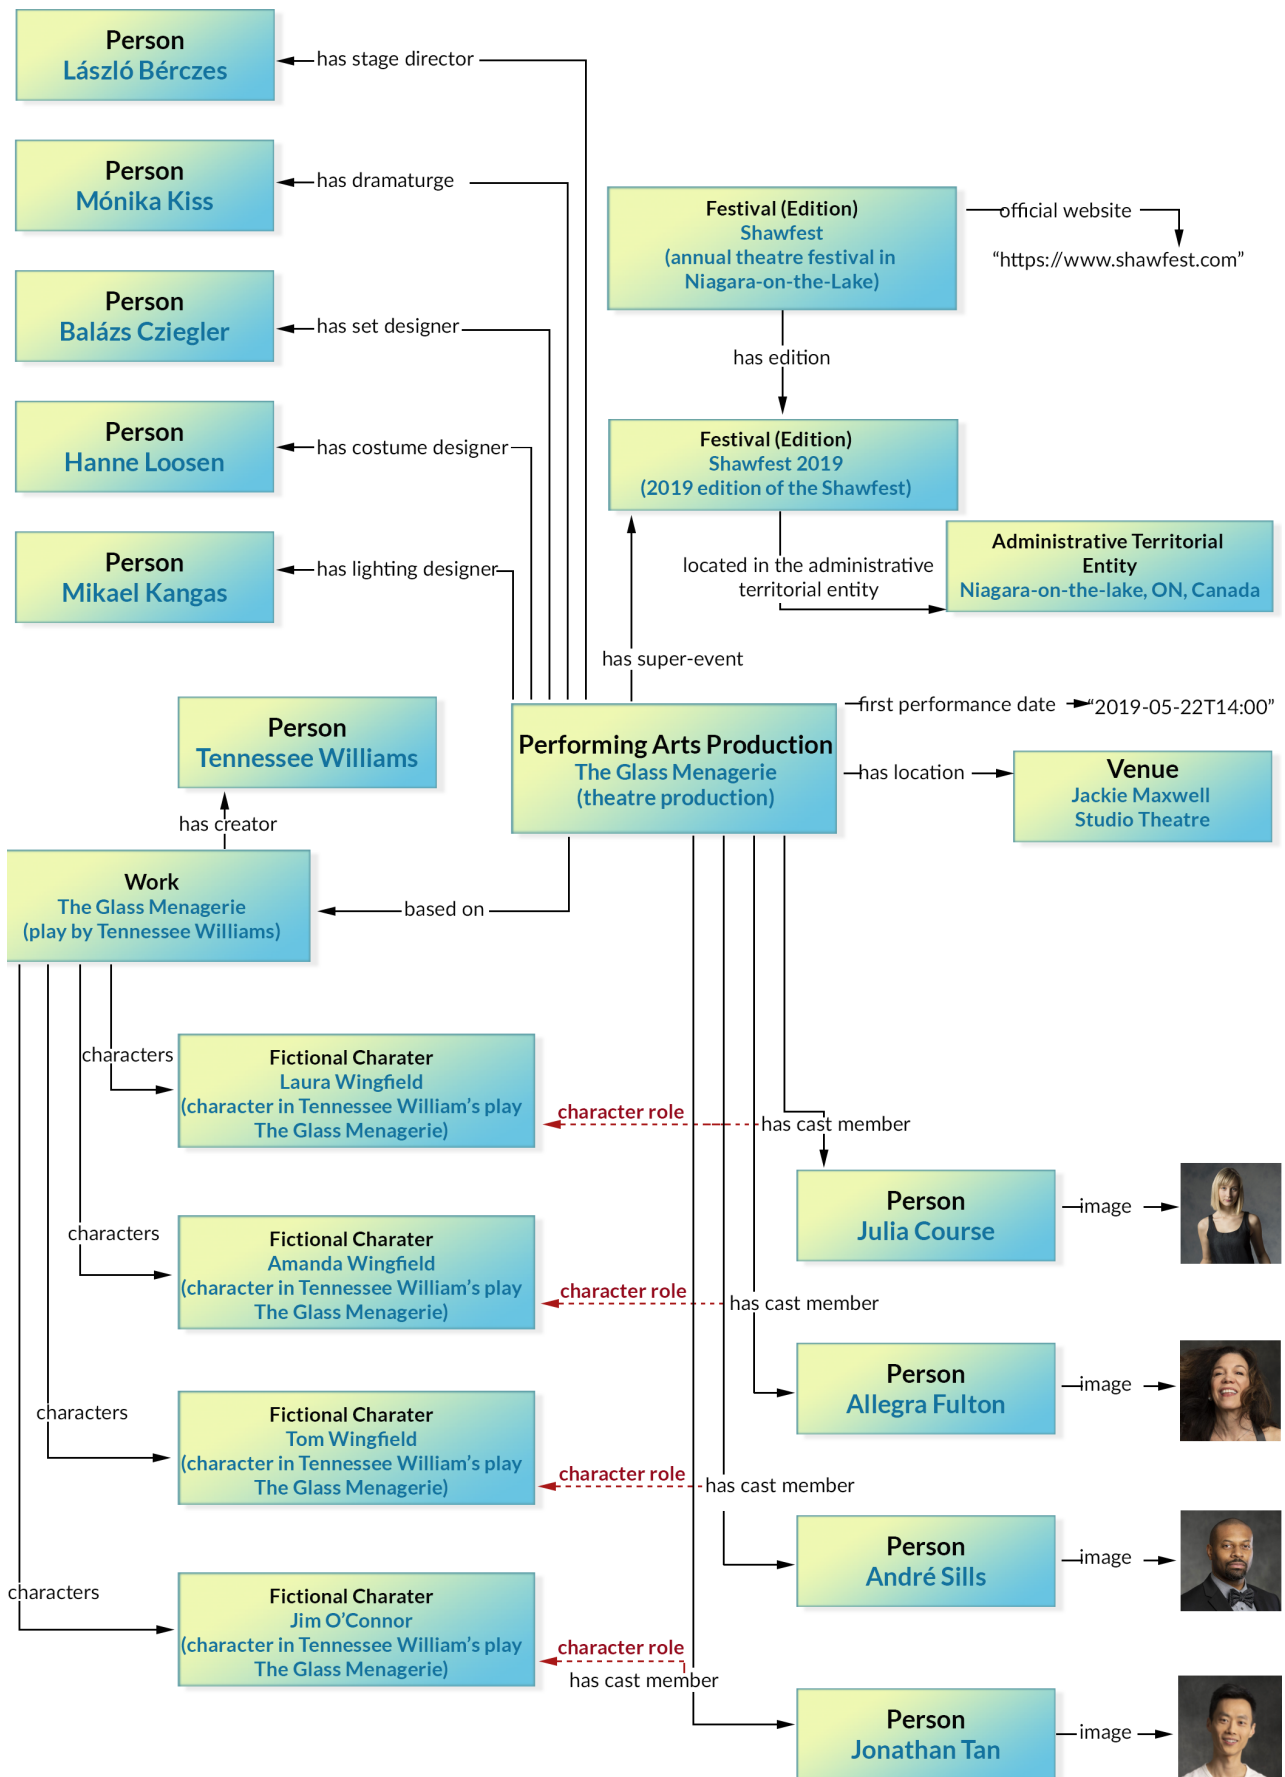 Person
László Bérczes
has stage director
Person
Mónika Kiss
has dramaturge
Festival (Edition)
Shawfest
(annual theatre festival in
Niagara-on-the-Lake)
official website
“https://www.shawfest.com”
Person
Balázs Cziegler
has set designer
has edition
Person
Hanne Loosen
has costume designer
Festival (Edition)
Shawfest 2019
(2019 edition of the Shawfest)
Person
Mikael Kangas
has lighting designer
located in the administrative
territorial entity
Administrative Territorial
Entity
Niagara-on-the-lake, ON, Canada
has super-event
Person
Tennessee Williams
Performing Arts Production
The Glass Menagerie
(theatre production)
first performance date
“2019-05-22T14:00”
has location
Venue
Jackie Maxwell
Studio Theatre
has creator
Work
The Glass Menagerie
(play by Tennessee Williams)
based on
characters
Fictional Charater
Laura Wingfield
(character in Tennessee William’s play
The Glass Menagerie)
character role
has cast member
Person
Julia Course
image
characters
Fictional Charater
Amanda Wingfield
(character in Tennessee William’s play
The Glass Menagerie)
character role
has cast member
Person
Allegra Fulton
image
characters
Fictional Charater
Tom Wingfield
(character in Tennessee William’s play
The Glass Menagerie)
character role
has cast member
Person
André Sills
image
characters
Fictional Charater
Jim O’Connor
(character in Tennessee William’s play
The Glass Menagerie)
character role
has cast member
Person
Jonathan Tan
image